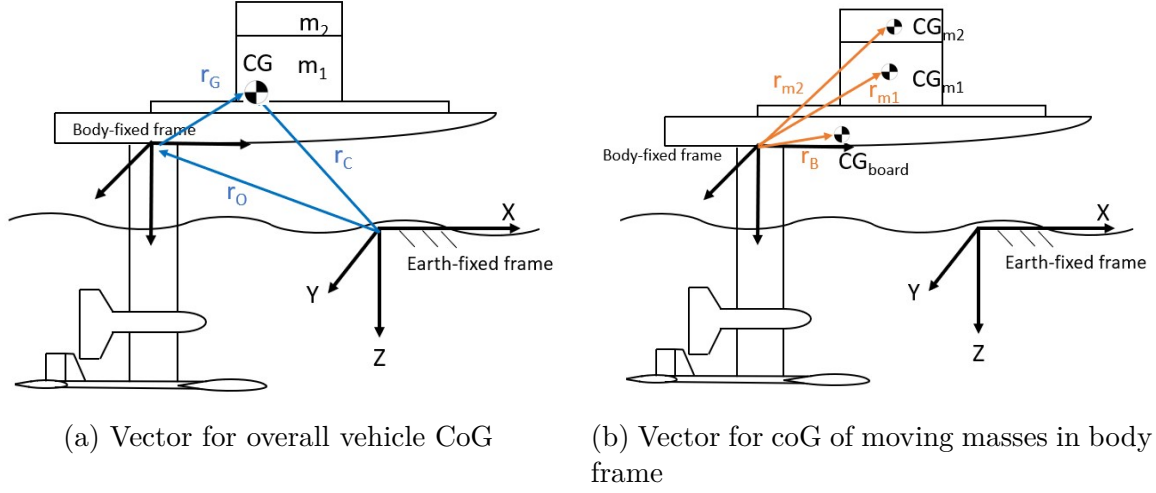 m2
CG
m1
rG
Body-fixed frame
rC
rO
X
Earth-fixed frame
Y
Z
(a) Vector for overall vehicle CoG
CGm2
CGm1
rm2
rm1
Body-fixed frame
rB
CGboard
X
Earth-fixed frame
Y
Z
(b) Vector for coG of moving masses in body
frame